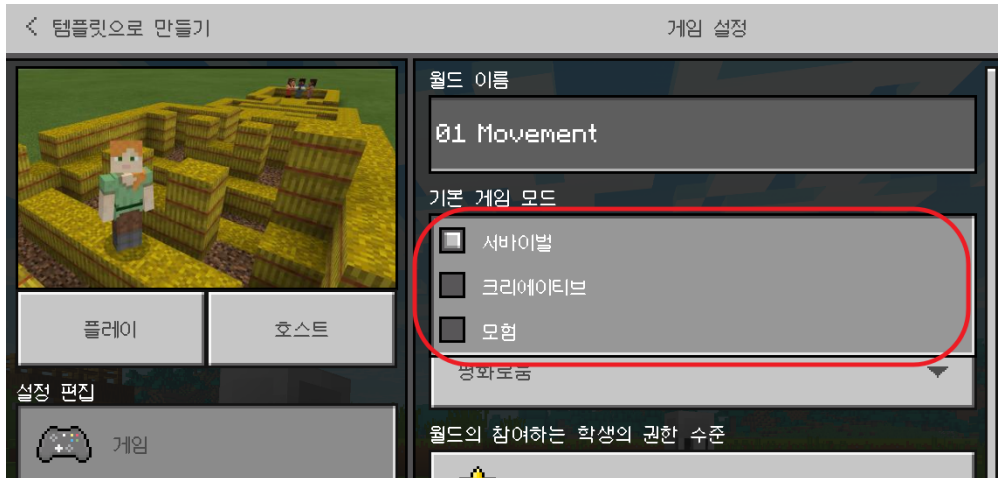 템플릿으로 만들기
게임 설정
월드 이름
01 Movement
기본 게임 모드
서바이벌
크리에이티브
모험
평화로움
플레이
호스트
설정 편집
게임
월드의 참여하는 학생의 권한 수준